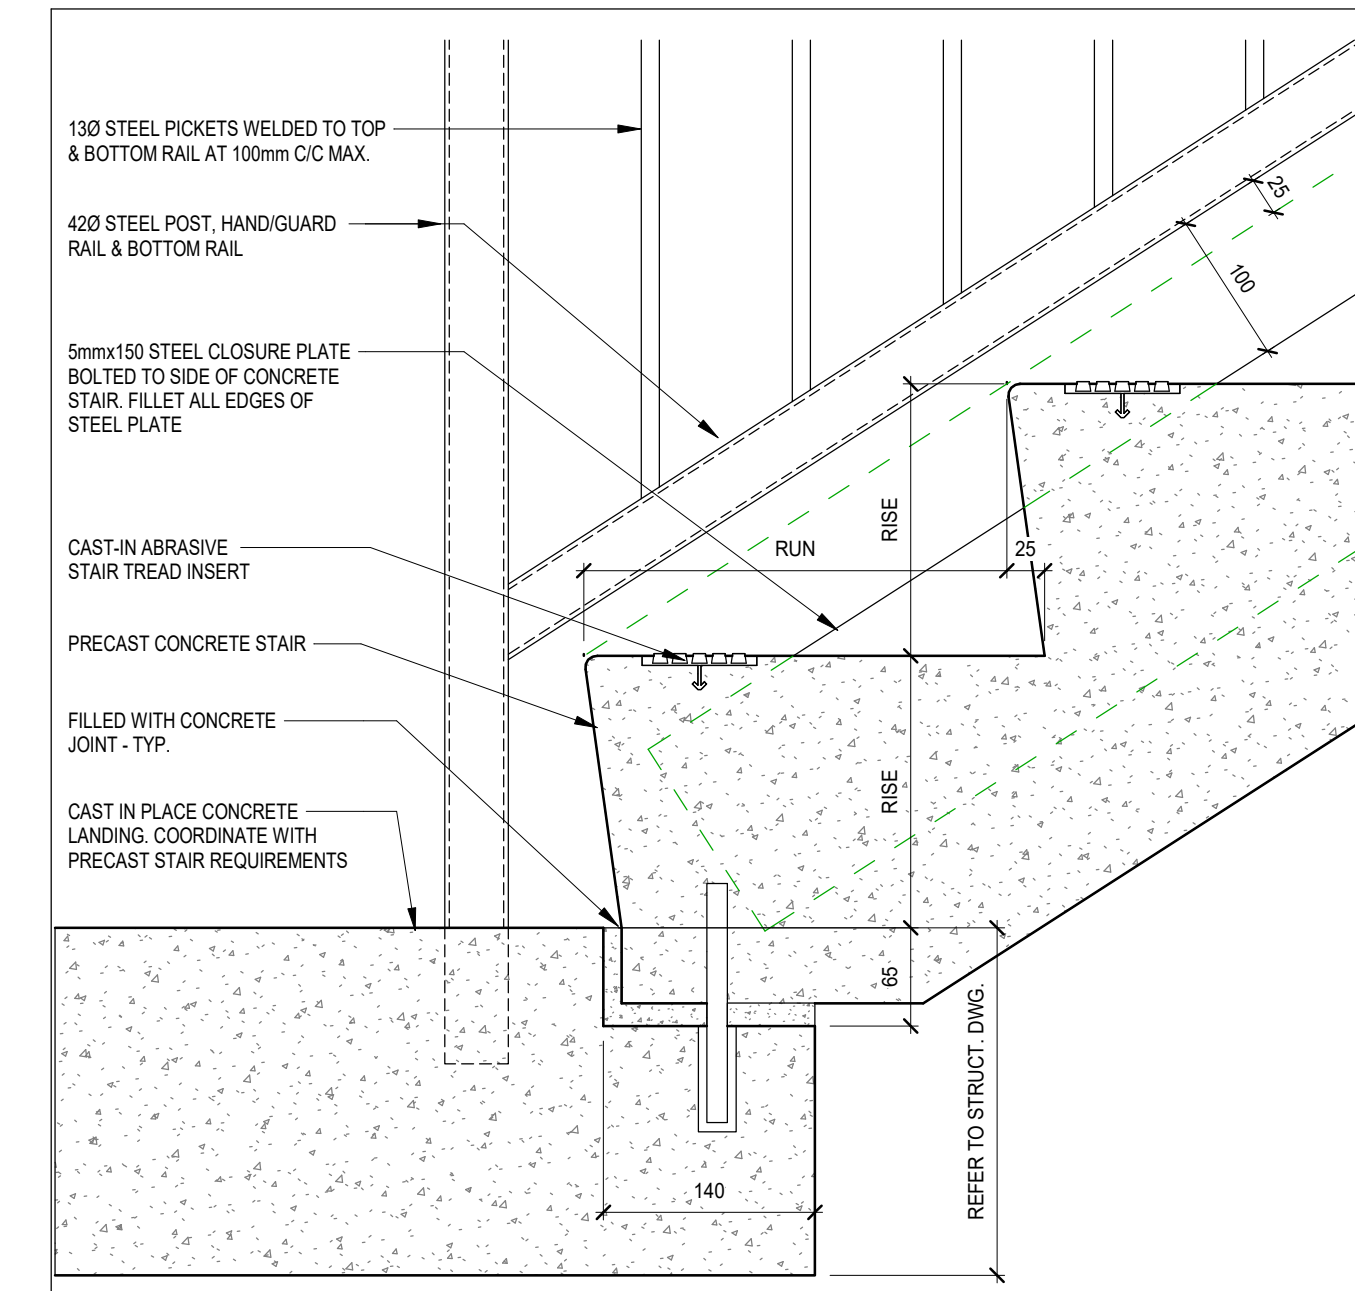 13Ø STEEL PICKETS WELDED TO TOP
& BOTTOM RAIL AT 100mm C/C MAX.
42Ø STEEL POST, HAND/GUARD
RAIL & BOTTOM RAIL
5mmx150 STEEL CLOSURE PLATE
BOLTED TO SIDE OF CONCRETE
STAIR. FILLET ALL EDGES OF
STEEL PLATE
CAST-IN ABRASIVE
STAIR TREAD INSERT
PRECAST CONCRETE STAIR
FILLED WITH CONCRETE
JOINT - TYP.
CAST IN PLACE CONCRETE
LANDING. COORDINATE WITH
PRECAST STAIR REQUIREMENTS
25
100
RISE
RUN
25
RISE
65
REFER TO STRUCT. DWG.
140